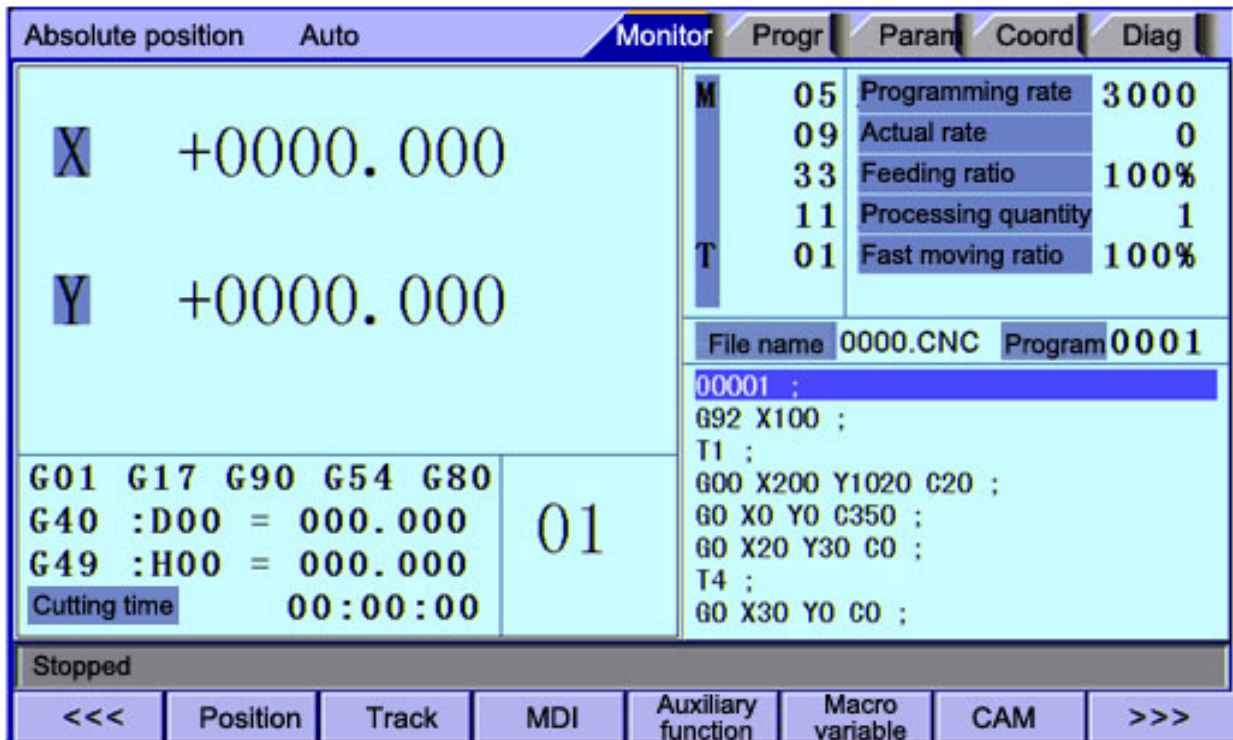 Absolute position Auto Monitor Progr Param Coord Diag
X +0000.000
Y +0000.000
M 05 Programming rate 3000
09 Actual rate 0
33 Feeding ratio 100%
11 Processing quantity 1
T 01 Fast moving ratio 100%
File name 0000.CNC Program 0001
00001 ;
G92 X100 ;
T1 ;
G00 X200 Y1020 C20 ;
G0 X0 Y0 C350 ;
G0 X20 Y30 C0 ;
T4 ;
G0 X30 Y0 C0 ;
G01 G17 G90 G54 G80
G40 :D00 = 000.000
G49 :H00 = 000.000
Cutting time 00:00:00
01
Stopped
<<< Position Track MDI Auxiliary function Macro variable CAM >>>